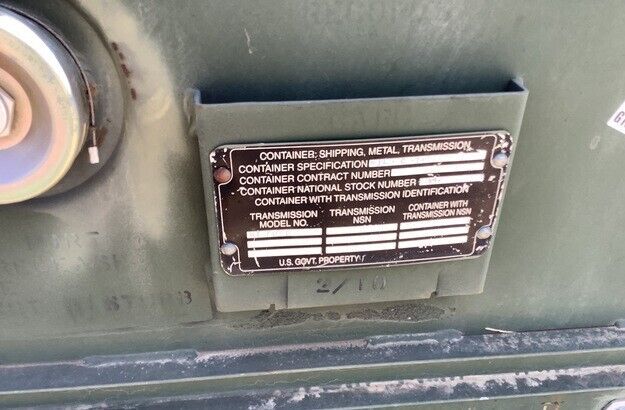 CONTAINER: SHIPPING, METAL, TRANSMISSION
CONTAINER SPECIFICATION
CONTAINER CONTRACT NUMBER
CONTAINER NATIONAL STOCK NUMBER
CONTAINER WITH TRANSMISSION IDENTIFICATION
TRANSMISSION MODEL NO.
TRANSMISSION NSN
CONTAINER WITH TRANSMISSION NSN
U.S. GOVT. PROPERTY
2/10